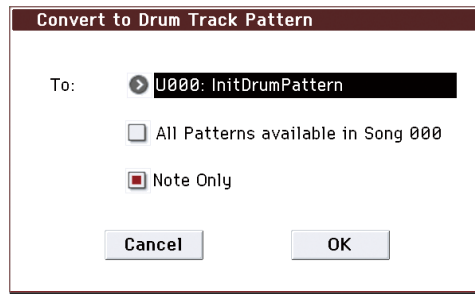 Convert to Drum Track Pattern
To: U000: InitDrumPattern
All Patterns available in Song 000
Note Only
Cancel OK